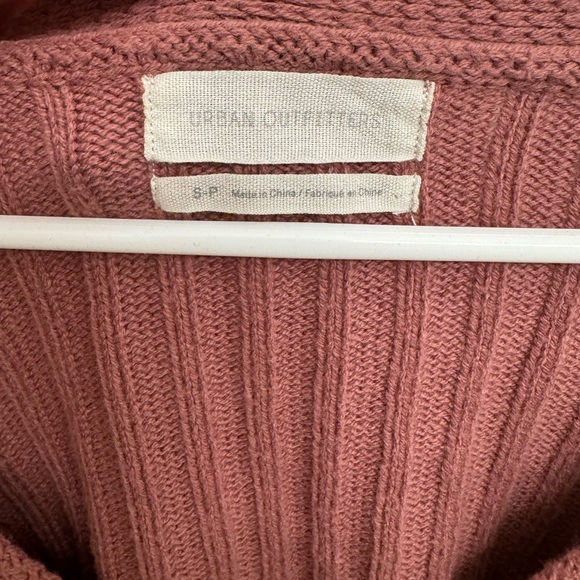 URBAN OUTFITTERS
S-P Made in China / Fabriqué en Chine